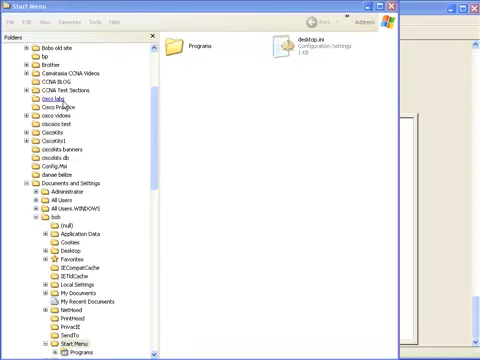 Start Menu
File Edit View Favorites Tools Help
Back
Address
Folders
Bobs old site
bp
Brother
Camatasia CCNA Videos
CCNA BLOG
CCNA Test Sections
cisco labs
Cisco Practice
cisco vidoes
ciscoios test
CiscoKits
CiscoKits1
ciscokits banners
ciscokits db
Config.Msi
danae belize
Documents and Settings
Administrator
All Users
All Users.WINDOWS
bob
(null)
Application Data
Cookies
Desktop
Favorites
IECompatCache
IETldCache
Local Settings
My Documents
My Recent Documents
NetHood
PrintHood
PrivacIE
SendTo
Start Menu
Programs
Programs
desktop.ini
Configuration Settings
1 KB